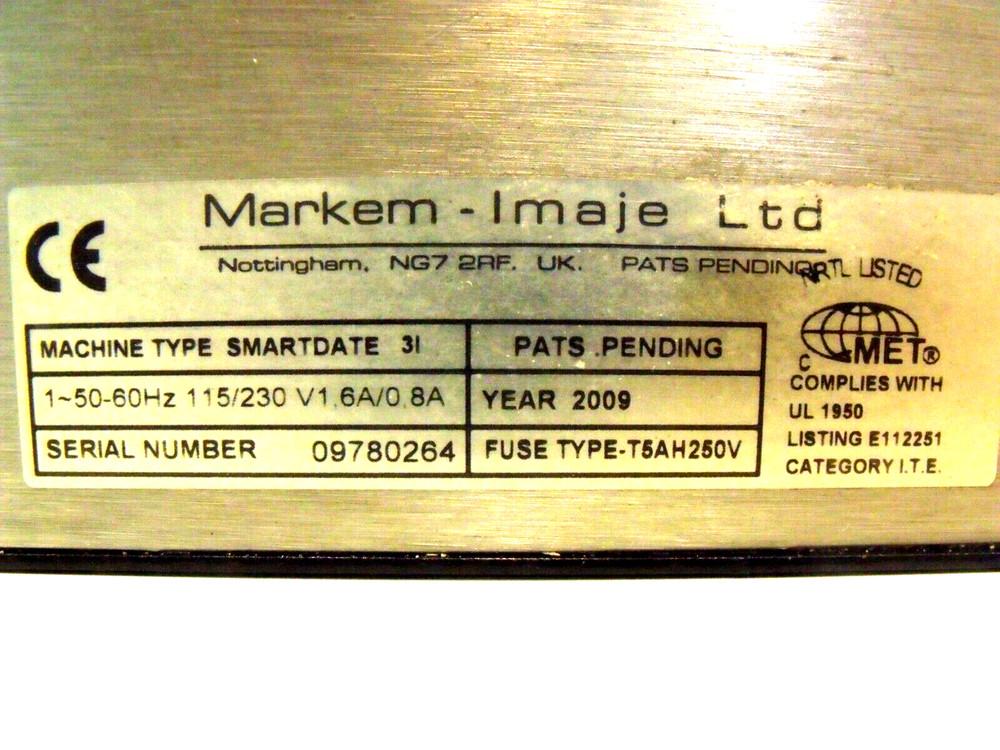 CE
Markem - Imaje Ltd
Nottingham, NG7 2RF. UK. PATS PENDING
NRTL LISTED
MACHINE TYPE SMARTDATE 3I
PATS .PENDING
1~50-60Hz 115/230 V1.6A/0.8A
YEAR 2009
SERIAL NUMBER 09780264
FUSE TYPE-T5AH250V
C MET®
COMPLIES WITH
UL 1950
LISTING E112251
CATEGORY I.T.E.